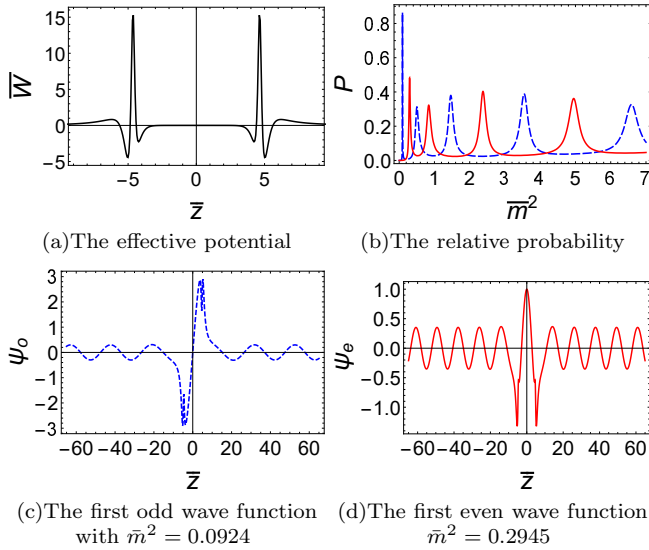 15
10
5
0
−5
W̅
−5 0 5
z̅
(a)The effective potential
0.8
0.6
0.4
0.2
0.0
P
0 1 2 3 4 5 6 7
m̅²
(b)The relative probability
3
2
1
0
−1
−2
−3
ψₒ
−60 −40 −20 0 20 40 60
z̅
(c)The first odd wave function
with m̄² = 0.0924
1.0
0.5
0.0
−0.5
−1.0
ψₑ
−60 −40 −20 0 20 40 60
z̅
(d)The first even wave function
m̄² = 0.2945